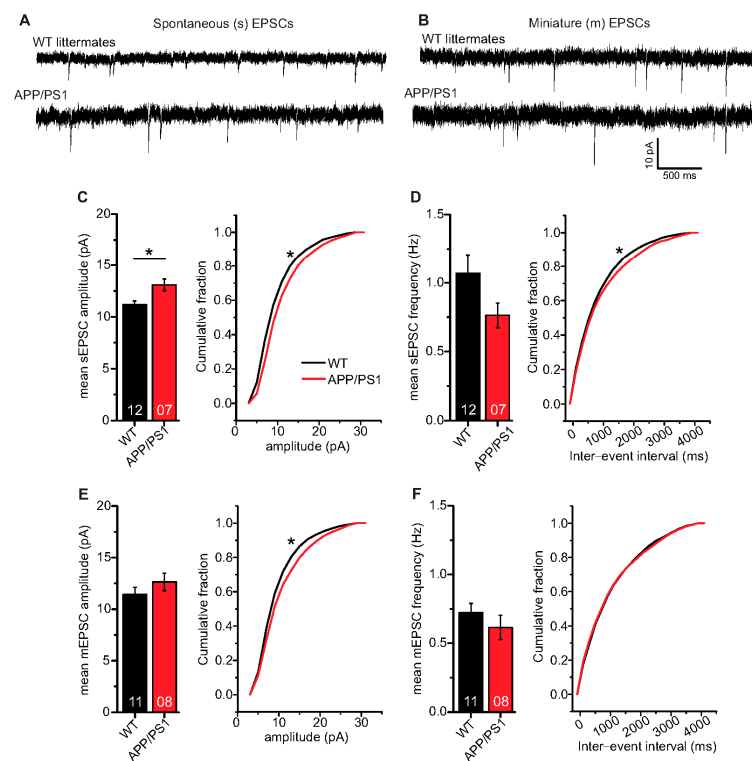 A
Spontaneous (s) EPSCs
WT littermates
APP/PS1
B
Miniature (m) EPSCs
WT littermates
APP/PS1
10 pA
500 ms
C
mean sEPSC amplitude (pA)
20
15
10
5
0
*
12
07
WT
APP/PS1
Cumulative fraction
1.0
0.8
0.6
0.4
0.2
0.0
*
WT
APP/PS1
0
10
20
30
amplitude (pA)
D
mean sEPSC frequency (Hz)
1.5
1.0
0.5
0.0
12
07
WT
APP/PS1
Cumulative fraction
1.0
0.8
0.6
0.4
0.2
0.0
*
0
1000
2000
3000
4000
Inter−event interval (ms)
E
mean mEPSC amplitude (pA)
20
15
10
5
0
11
08
WT
APP/PS1
Cumulative fraction
1.0
0.8
0.6
0.4
0.2
0.0
*
0
10
20
30
amplitude (pA)
F
mean mEPSC frequency (Hz)
1.5
1.0
0.5
0.0
11
08
WT
APP/PS1
Cumulative fraction
1.0
0.8
0.6
0.4
0.2
0.0
0
1000
2000
3000
4000
Inter−event interval (ms)